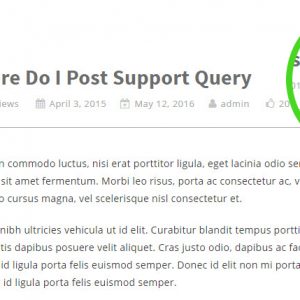 re Do I Post Support Query
iews April 3, 2015 May 12, 2016 admin 20
n commodo luctus, nisi erat porttitor ligula, eget lacinia odio se
sit amet fermentum. Morbi leo risus, porta ac consectetur ac, v
o cursus magna, vel scelerisque nisl consectetur et.
nibh ultricies vehicula ut id elit. Curabitur blandit tempus portti
tis dapibus posuere velit aliquet. Cras justo odio, dapibus ac fac
id ligula porta felis euismod semper. Donec id elit non mi porta
id ligula porta felis euismod semper.